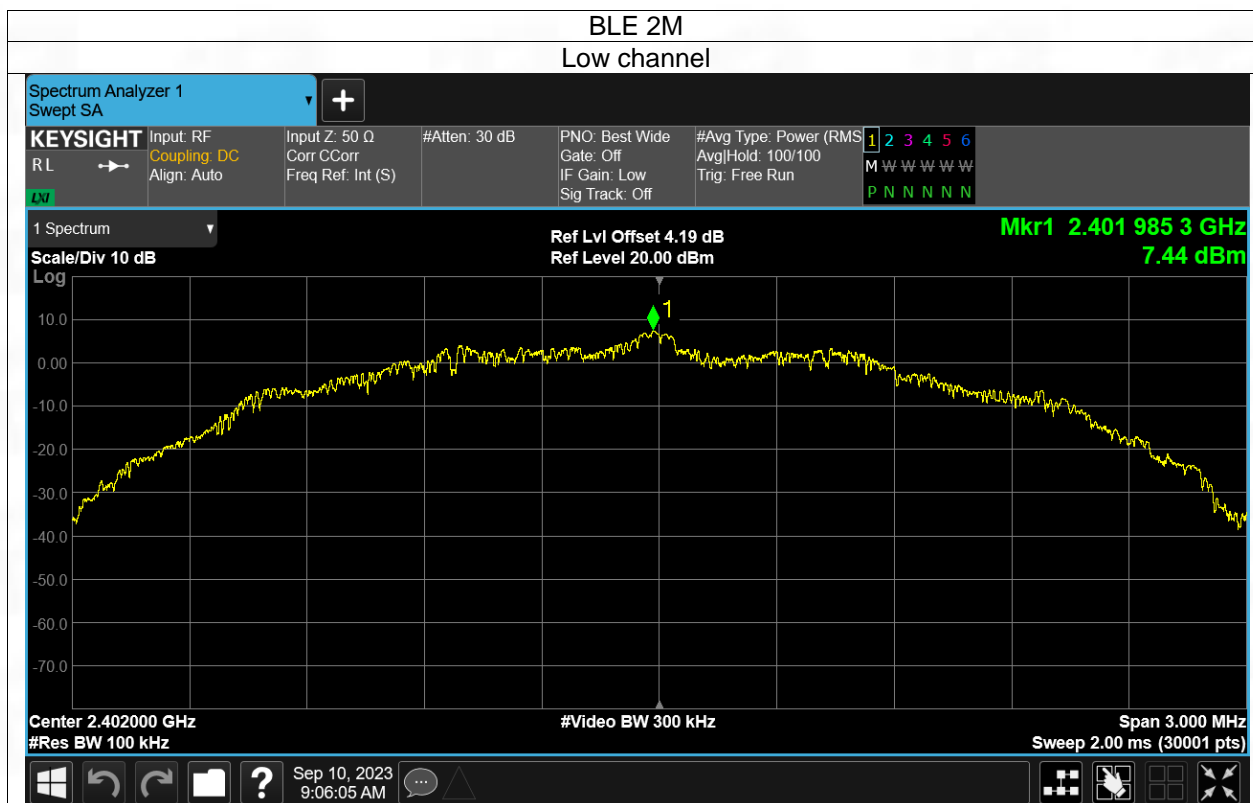 BLE 2M
Low channel
Spectrum Analyzer 1
Swept SA
KEYSIGHT
R L
LXI
Input: RF
Coupling: DC
Align: Auto
Input Z: 50 Ω
Corr CCorr
Freq Ref: Int (S)
#Atten: 30 dB
PNO: Best Wide
Gate: Off
IF Gain: Low
Sig Track: Off
#Avg Type: Power (RMS
Avg|Hold: 100/100
Trig: Free Run
1 2 3 4 5 6
M W W W W W
P N N N N N
1 Spectrum
Scale/Div 10 dB
Log
Ref Lvl Offset 4.19 dB
Ref Level 20.00 dBm
Mkr1 2.401 985 3 GHz
7.44 dBm
1
10.0
0.00
-10.0
-20.0
-30.0
-40.0
-50.0
-60.0
-70.0
Center 2.402000 GHz
#Res BW 100 kHz
#Video BW 300 kHz
Span 3.000 MHz
Sweep 2.00 ms (30001 pts)
?
Sep 10, 2023
9:06:05 AM